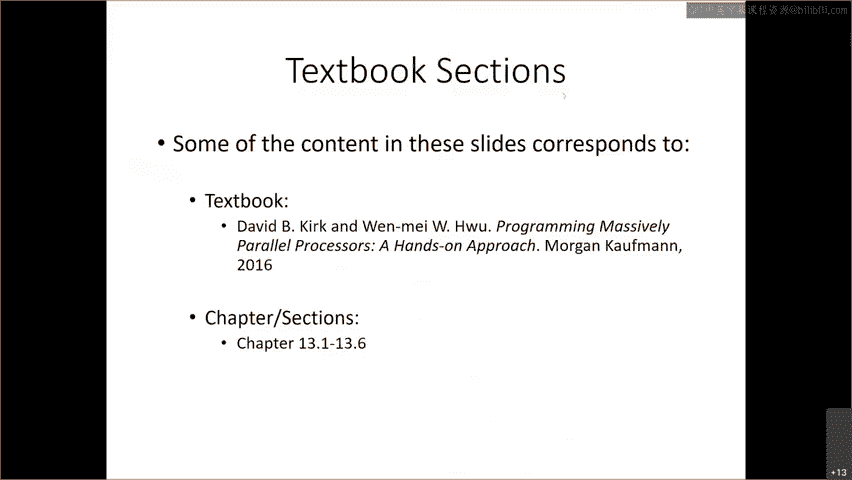 Textbook Sections
• Some of the content in these slides corresponds to:
• Textbook:
• David B. Kirk and Wen-mei W. Hwu. Programming Massively
Parallel Processors: A Hands-on Approach. Morgan Kaufmann,
2016
• Chapter/Sections:
• Chapter 13.1-13.6
+13